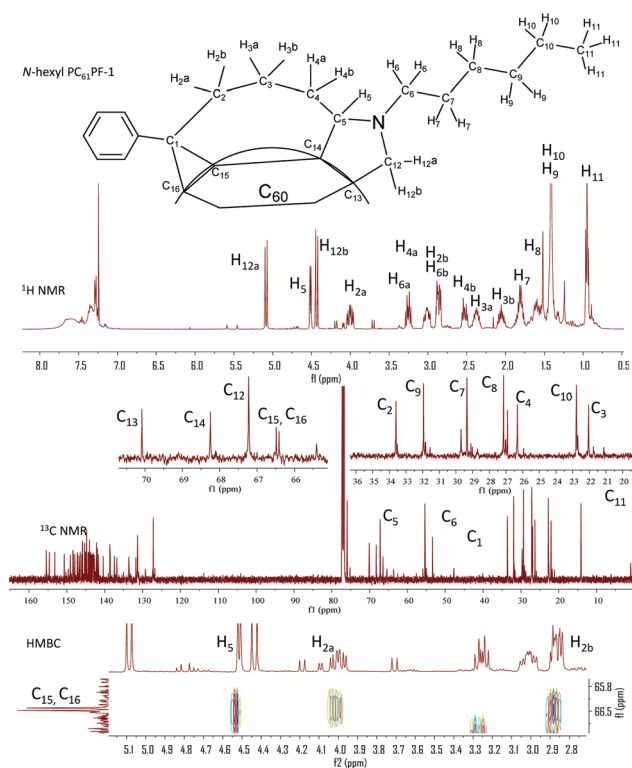 N-hexyl PC₆₁PF-1
H₂b H₃a H₃b H₄a H₄b H₂a
H₁₀ H₁₀ H₁₁ H₁₁ H₁₁
C₁₀ C₁₁
H₈ H₈ C₈ C₉ H₉ H₉
H₆ H₆ C₆ C₇ H₇ H₇
C₂ C₃ C₄ H₅ C₅ N
C₁ C₁₄ C₁₅ C₁₂ H₁₂a
C₁₆ C₆₀ C₁₃ H₁₂b
¹H NMR
H₁₂a H₅ H₁₂b H₂a H₆a H₄a H₂b H₆b H₄b H₃a H₃b H₇ H₈ H₁₀ H₉ H₁₁
8.0 7.5 7.0 6.5 6.0 5.5 5.0 4.5 4.0 3.5 3.0 2.5 2.0 1.5 1.0 0.5
fl (ppm)
C₁₃ C₁₄ C₁₂ C₁₅, C₁₆
70 69 68 67 66
f1 (ppm)
C₂ C₉ C₇ C₈ C₄ C₁₀ C₃
36 35 34 33 32 31 30 29 28 27 26 25 24 23 22 21 20 19
f1 (ppm)
¹³C NMR
C₅ C₆ C₁ C₁₁
160 150 140 130 120 110 100 90 80 70 60 50 40 30 20 10 0
f1 (ppm)
HMBC
H₅ H₂a H₂b
C₁₅, C₁₆
65.8
66.5
fl (ppm)
5.1 5.0 4.9 4.8 4.7 4.6 4.5 4.4 4.3 4.2 4.1 4.0 3.9 3.8 3.7 3.6 3.5 3.4 3.3 3.2 3.1 3.0 2.9 2.8
f2 (ppm)